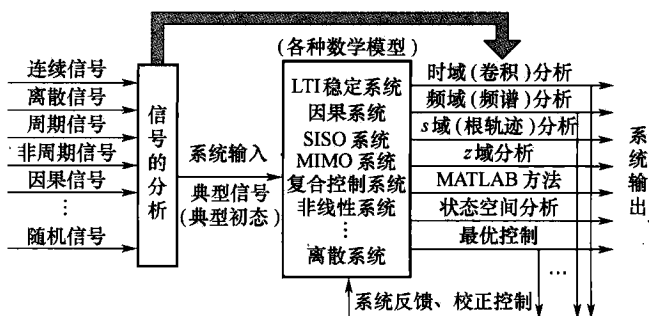 (各种数学模型)
连续信号
离散信号
周期信号
非周期信号
因果信号
⋮
随机信号
信号的分析
系统输入
典型信号
(典型初态)
LTI稳定系统
因果系统
SISO系统
MIMO系统
复合控制系统
非线性系统
⋮
离散系统
时域(卷积)分析
频域(频谱)分析
s域(根轨迹)分析
z域分析
MATLAB方法
状态空间分析
最优控制
…
系统输出
系统反馈、校正控制